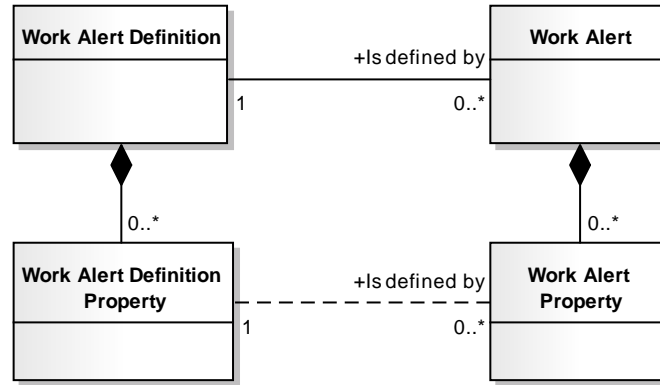 Work Alert Definition
Work Alert
+Is defined by
1
0..*
0..*
0..*
Work Alert Definition
Property
Work Alert
Property
+Is defined by
1
0..*